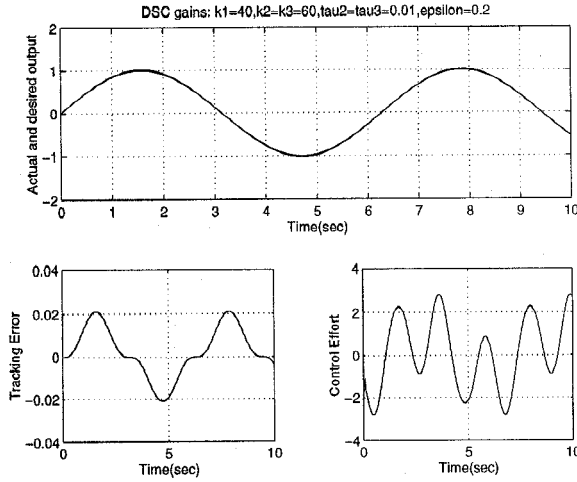 DSC gains: k1=40,k2=k3=60,tau2=tau3=0.01,epsilon=0.2
Actual and desired output
2
1
0
−1
−2
0 1 2 3 4 5 6 7 8 9 10
Time(sec)
Tracking Error
0.04
0.02
0
−0.02
−0.04
0 5 10
Time(sec)
Control Effort
4
2
0
−2
−4
0 5 10
Time(sec)